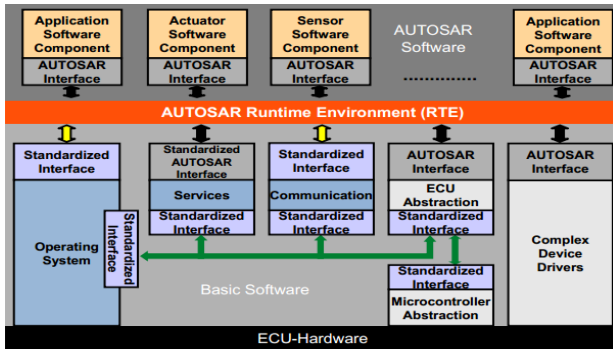 Application
Software
Component
AUTOSAR
Interface
Actuator
Software
Component
AUTOSAR
Interface
Sensor
Software
Component
AUTOSAR
Interface
AUTOSAR
Software
..............
Application
Software
Component
AUTOSAR
Interface
AUTOSAR Runtime Environment (RTE)
Standardized
Interface
Operating
System
Standardized
Interface
Standardized
AUTOSAR
Interface
Services
Standardized
Interface
Standardized
Interface
Communication
Standardized
Interface
AUTOSAR
Interface
ECU
Abstraction
Standardized
Interface
Standardized
Interface
Microcontroller
Abstraction
AUTOSAR
Interface
Complex
Device
Drivers
Basic Software
ECU-Hardware